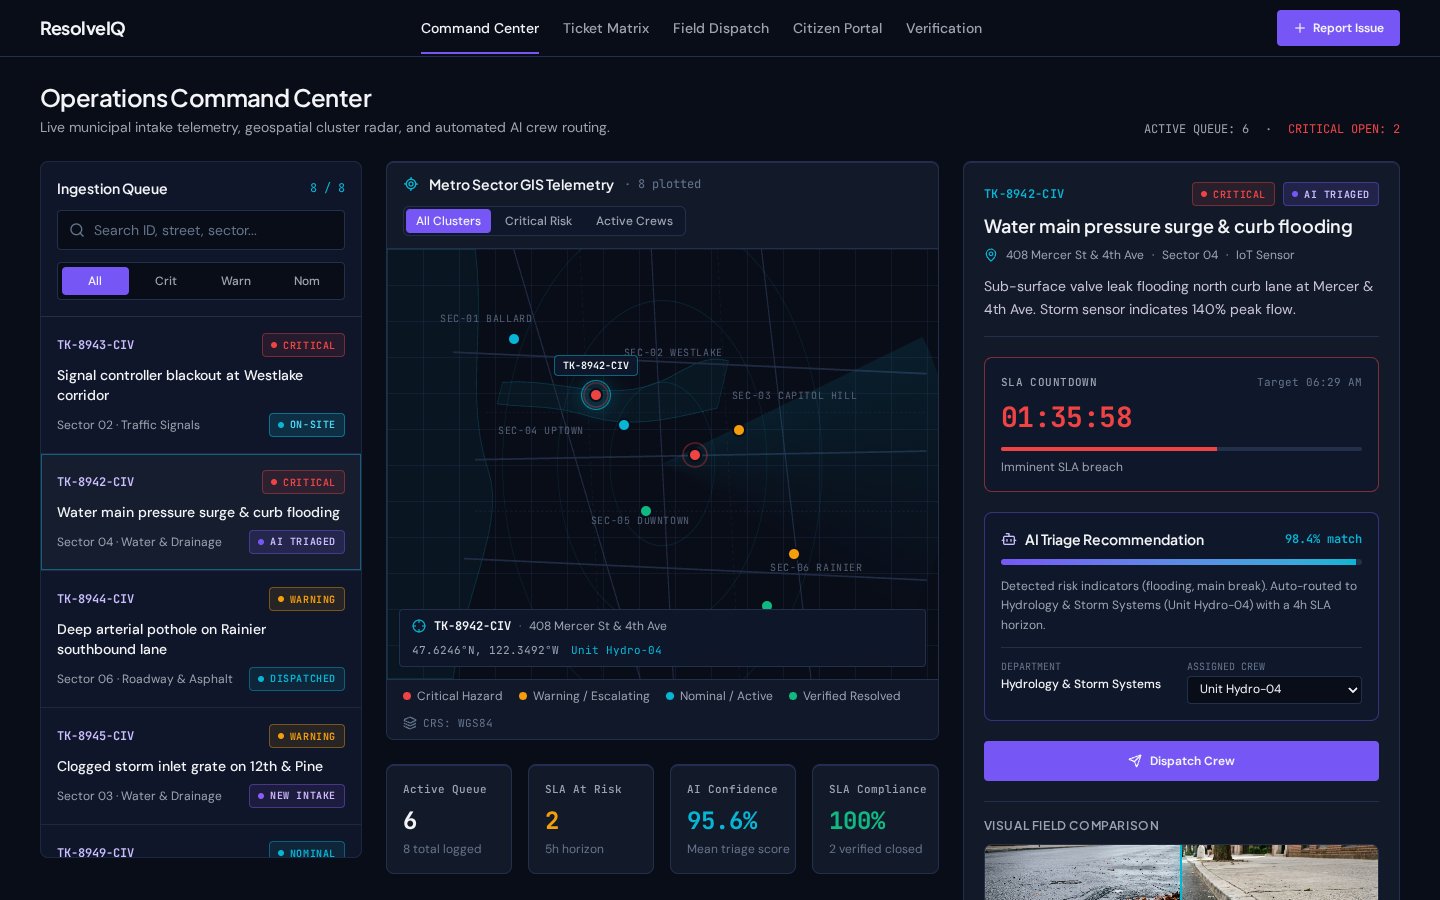 ResolveIQ
Command Center
Ticket Matrix
Field Dispatch
Citizen Portal
Verification
Report Issue
Operations Command Center
Live municipal intake telemetry, geospatial cluster radar, and automated AI crew routing.
ACTIVE QUEUE: 6 · CRITICAL OPEN: 2
Ingestion Queue
8 / 8
Search ID, street, sector...
All
Crit
Warn
Nom
TK-8943-CIV
CRITICAL
Signal controller blackout at Westlake
corridor
Sector 02 · Traffic Signals
ON-SITE
TK-8942-CIV
CRITICAL
Water main pressure surge & curb flooding
Sector 04 · Water & Drainage
AI TRIAGED
TK-8944-CIV
WARNING
Deep arterial pothole on Rainier
southbound lane
Sector 06 · Roadway & Asphalt
DISPATCHED
TK-8945-CIV
WARNING
Clogged storm inlet grate on 12th & Pine
Sector 03 · Water & Drainage
NEW INTAKE
TK-8949-CIV
NOMINAL
Metro Sector GIS Telemetry
· 8 plotted
All Clusters
Critical Risk
Active Crews
SEC-01 BALLARD
SEC-02 WESTLAKE
TK-8942-CIV
SEC-03 CAPITOL HILL
SEC-04 UPTOWN
SEC-05 DOWNTOWN
SEC-06 RAINIER
TK-8942-CIV · 408 Mercer St & 4th Ave
47.6246°N, 122.3492°W Unit Hydro-04
Critical Hazard
Warning / Escalating
Nominal / Active
Verified Resolved
CRS: WGS84
Active Queue
6
8 total logged
SLA At Risk
2
5h horizon
AI Confidence
95.6%
Mean triage score
SLA Compliance
100%
2 verified closed
TK-8942-CIV
CRITICAL
AI TRIAGED
Water main pressure surge & curb flooding
408 Mercer St & 4th Ave · Sector 04 · IoT Sensor
Sub-surface valve leak flooding north curb lane at Mercer &
4th Ave. Storm sensor indicates 140% peak flow.
SLA COUNTDOWN
Target 06:29 AM
01:35:58
Imminent SLA breach
AI Triage Recommendation
98.4% match
Detected risk indicators (flooding, main break). Auto-routed to
Hydrology & Storm Systems (Unit Hydro-04) with a 4h SLA
horizon.
DEPARTMENT
Hydrology & Storm Systems
ASSIGNED CREW
Unit Hydro-04
Dispatch Crew
VISUAL FIELD COMPARISON